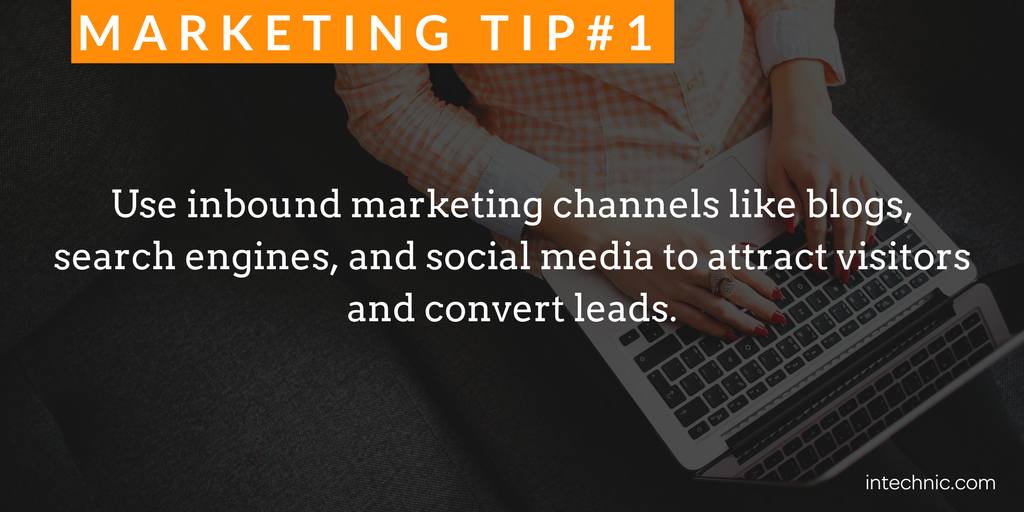 MARKETING TIP#1
Use inbound marketing channels like blogs,
search engines, and social media to attract visitors
and convert leads.
intechnic.com